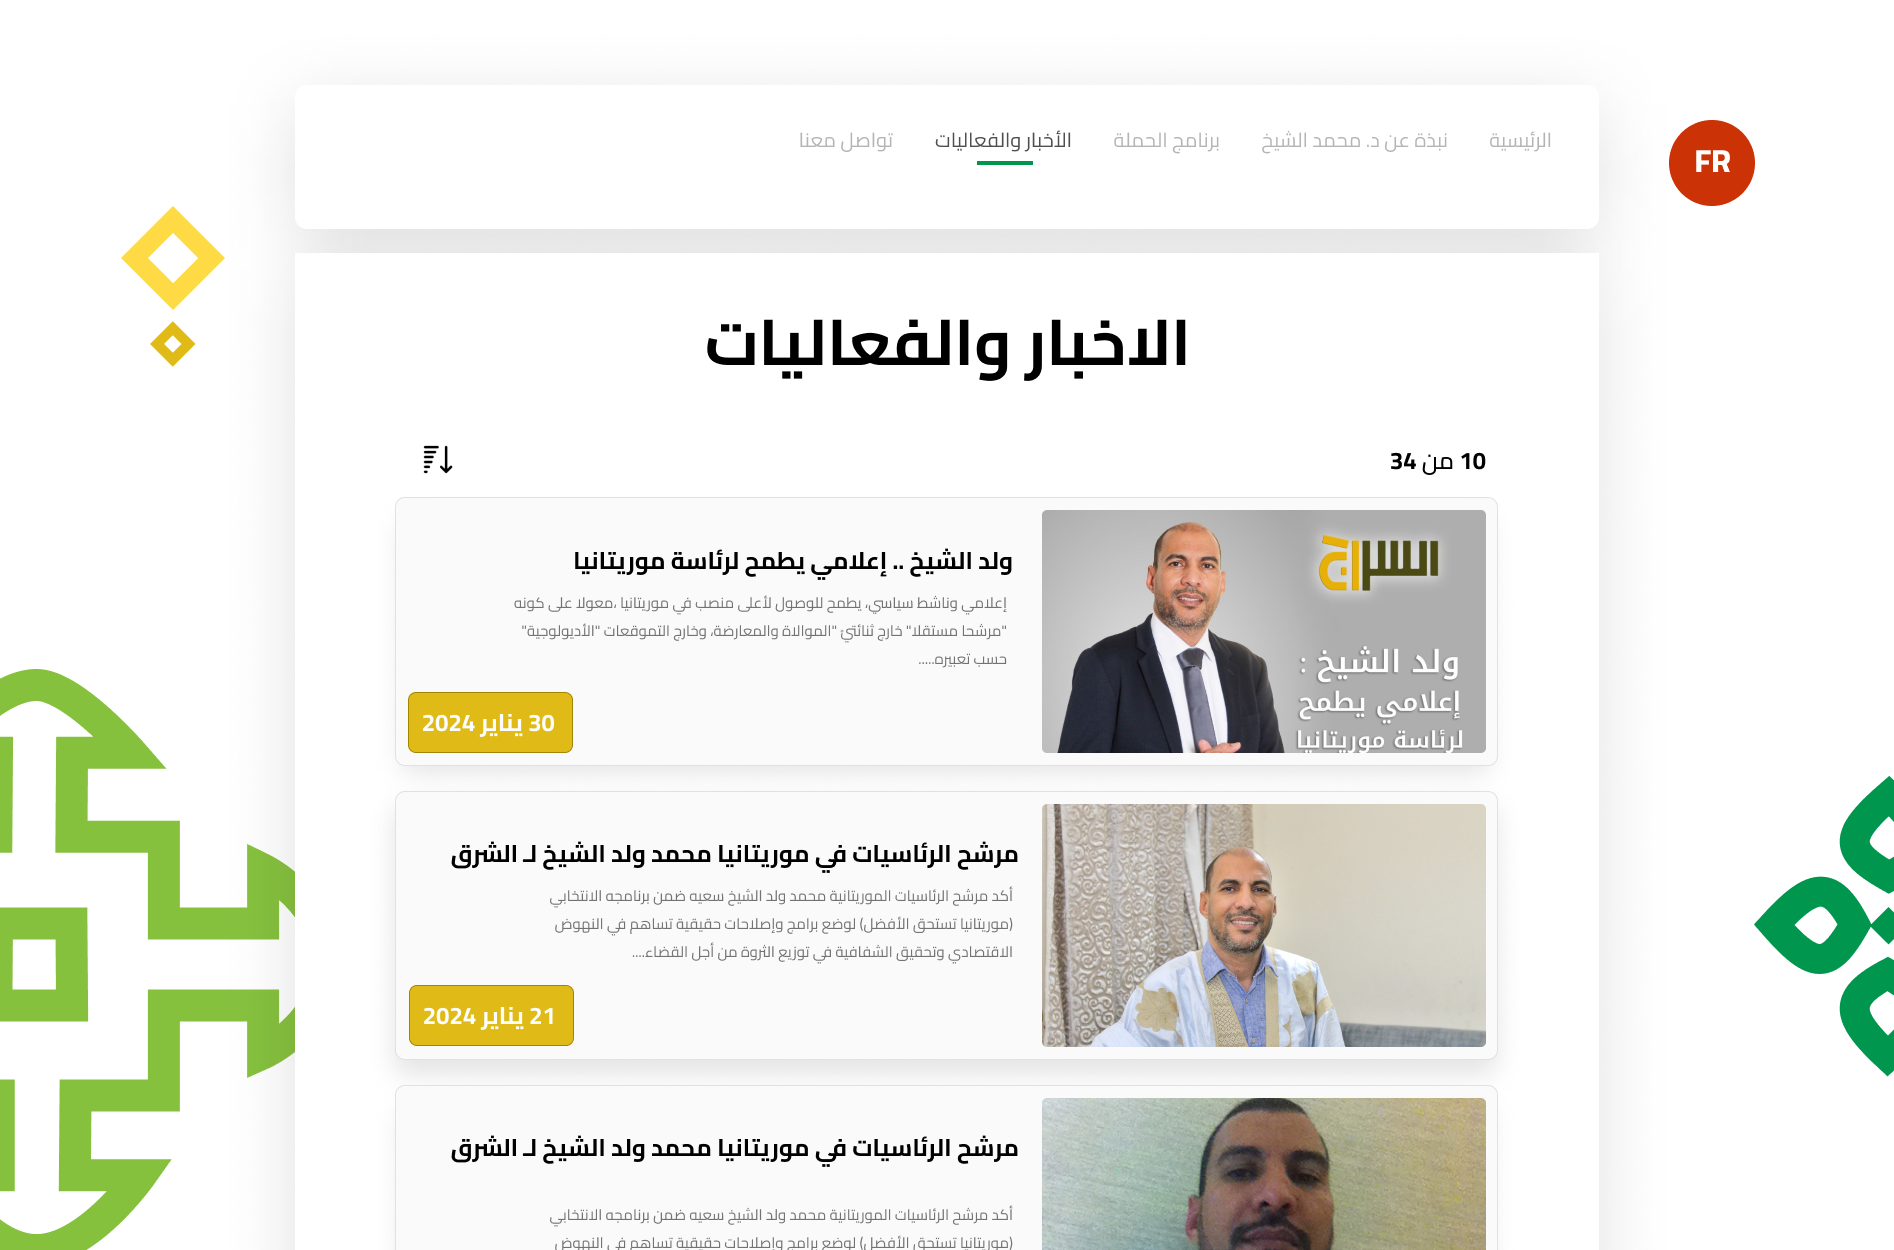 الرئيسية
نبذة عن د. محمد الشيخ
برنامج الحملة
الأخبار والفعاليات
تواصل معنا
FR
الاخبار والفعاليات
10 من 34
السراج
ولد الشيخ :
إعلامي يطمح
لرئاسة موريتانيا
ولد الشيخ .. إعلامي يطمح لرئاسة موريتانيا
إعلامي وناشط سياسي، يطمح للوصول لأعلى منصب في موريتانيا ،معولا على كونه
"مرشحا مستقلا" خارج ثنائتيْ "الموالاة والمعارضة، وخارج التموقعات "الأديولوجية"
حسب تعبيره.....
30 يناير 2024
مرشح الرئاسيات في موريتانيا محمد ولد الشيخ لـ الشرق
أكد مرشح الرئاسيات الموريتانية محمد ولد الشيخ سعيه ضمن برنامجه الانتخابي
(موريتانيا تستحق الأفضل) لوضع برامج وإصلاحات حقيقية تساهم في النهوض
الاقتصادي وتحقيق الشفافية في توزيع الثروة من أجل القضاء....
21 يناير 2024
مرشح الرئاسيات في موريتانيا محمد ولد الشيخ لـ الشرق
أكد مرشح الرئاسيات الموريتانية محمد ولد الشيخ سعيه ضمن برنامجه الانتخابي
(موريتانيا تستحق الأفضل) لوضع برامج وإصلاحات حقيقية تساهم في النهوض